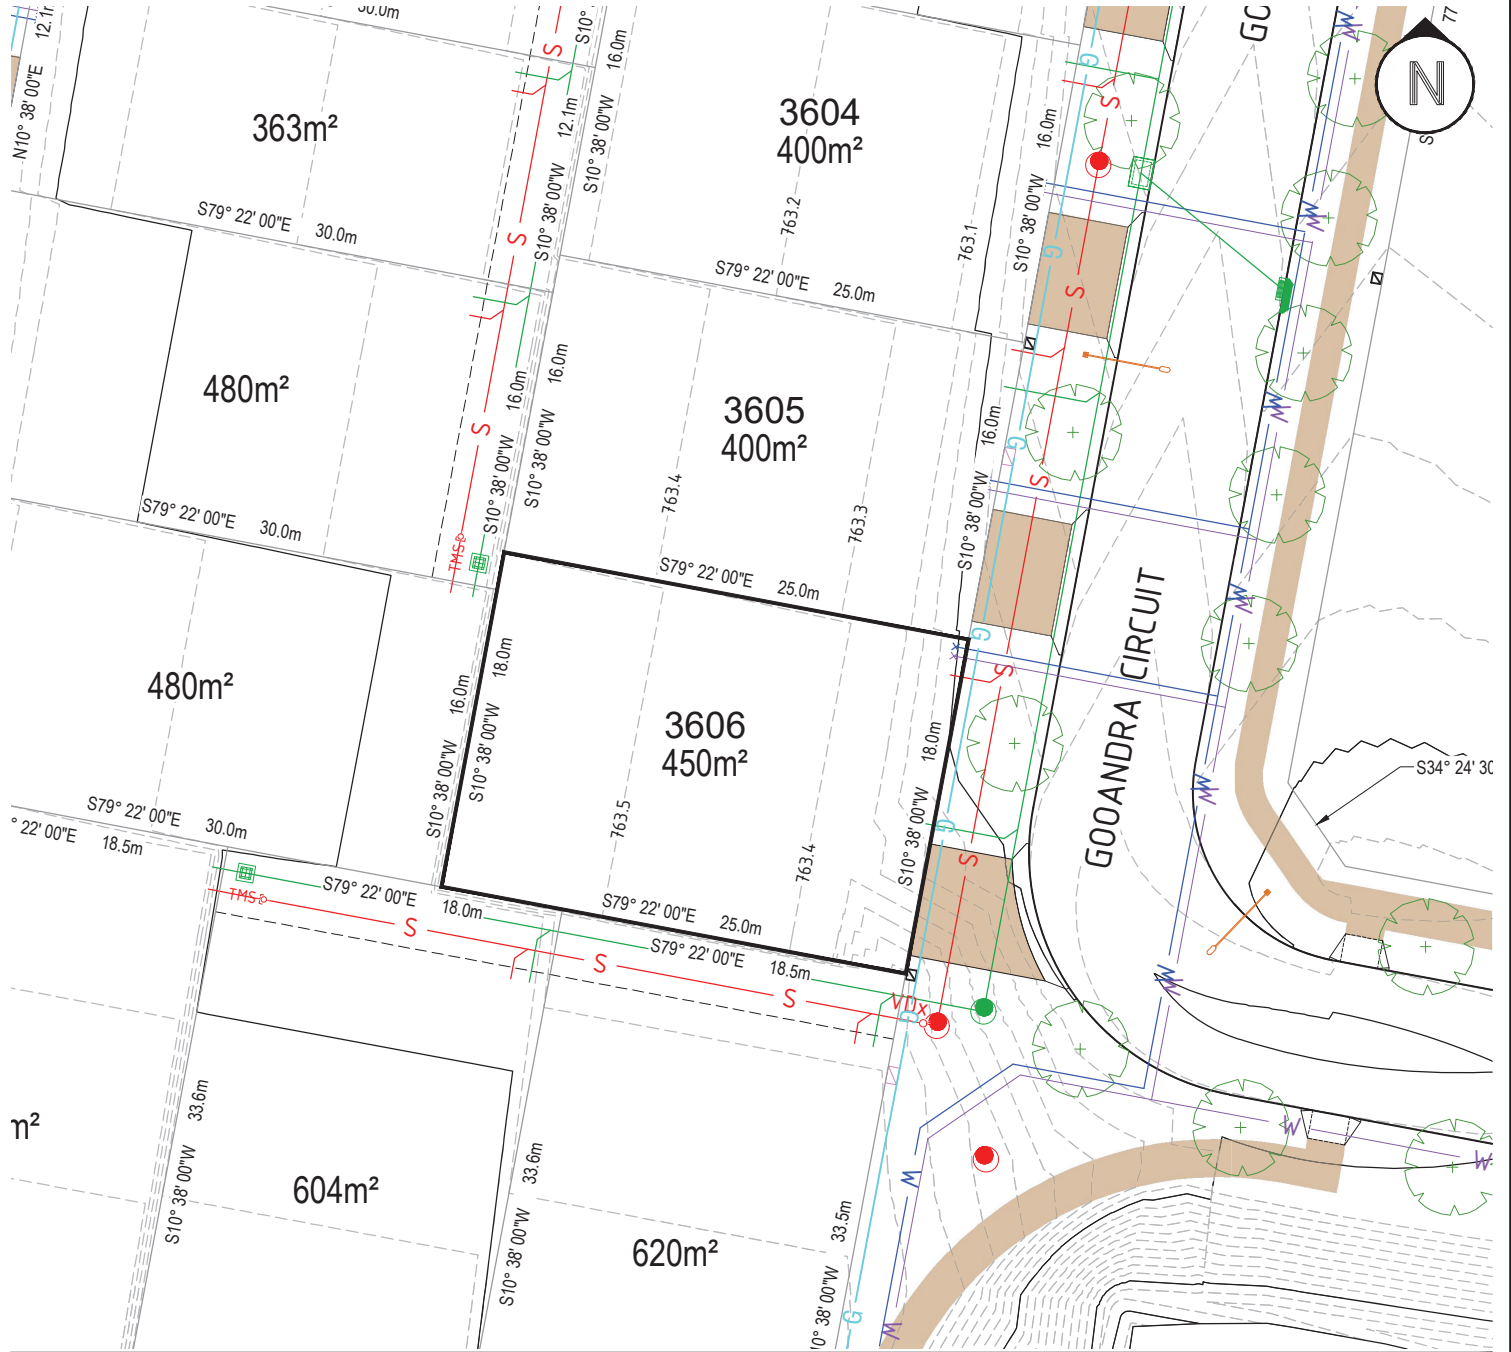 30.0m
S10°
12.1m
16.0m
GO
77
N
363m²
3604
400m²
N10° 38' 00"E
12.1m
S10° 38' 00"W
16.0m
S
S
S10° 38' 00"W
763.2
763.1
S10° 38' 00"W
G
S79° 22' 00"E 30.0m
S
G
W
W
S79° 22' 00"E 25.0m
S
480m²
16.0m
16.0m
3605
400m²
16.0m
W
W
S
S10° 38' 00"W
S10° 38' 00"W
763.4
763.3
G
S
S10° 38' 00"W
S79° 22' 00"E 30.0m
TMS
S79° 22' 00"E 25.0m
GOOANDRA CIRCUIT
W
W
G
S
480m²
16.0m
18.0m
3606
450m²
18.0m
S10° 38' 00"W
S10° 38' 00"W
763.5
763.4
S10° 38' 00"W
G
S
W
W
S34° 24' 30
S79° 22' 00"E 30.0m
° 22' 00"E 18.5m
TMS
S79° 22' 00"E 18.0m
S79° 22' 00"E 25.0m
S
S
S79° 22' 00"E 18.5m
S
VDx
G
W
W
33.6m
m²
S10° 38' 00"W
604m²
33.6m
S10° 38' 00"W
620m²
33.5m
10° 38' 00"W
W
W
W
G
W